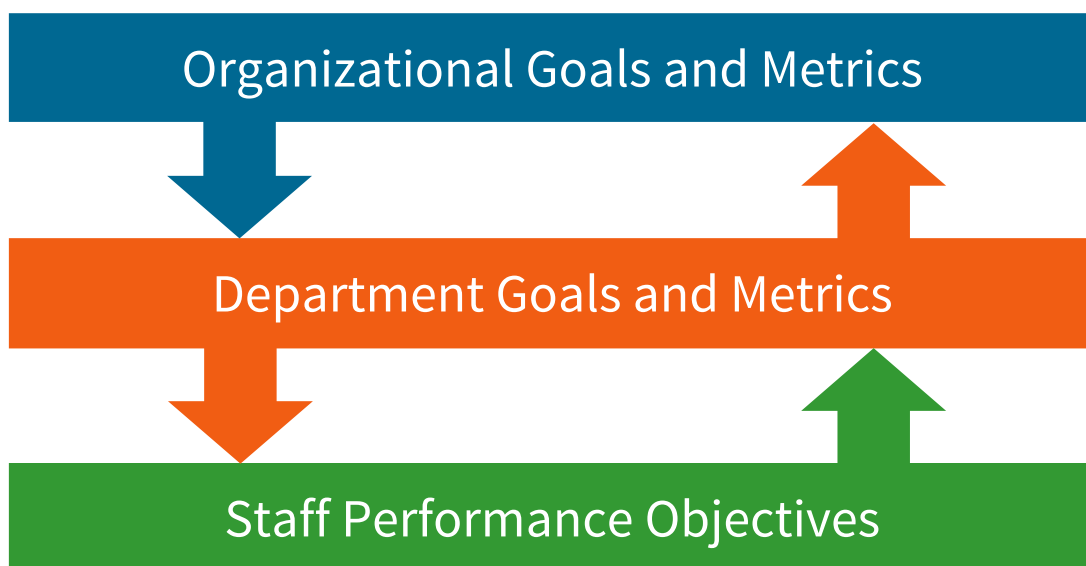 Organizational Goals and Metrics
Department Goals and Metrics
Staff Performance Objectives